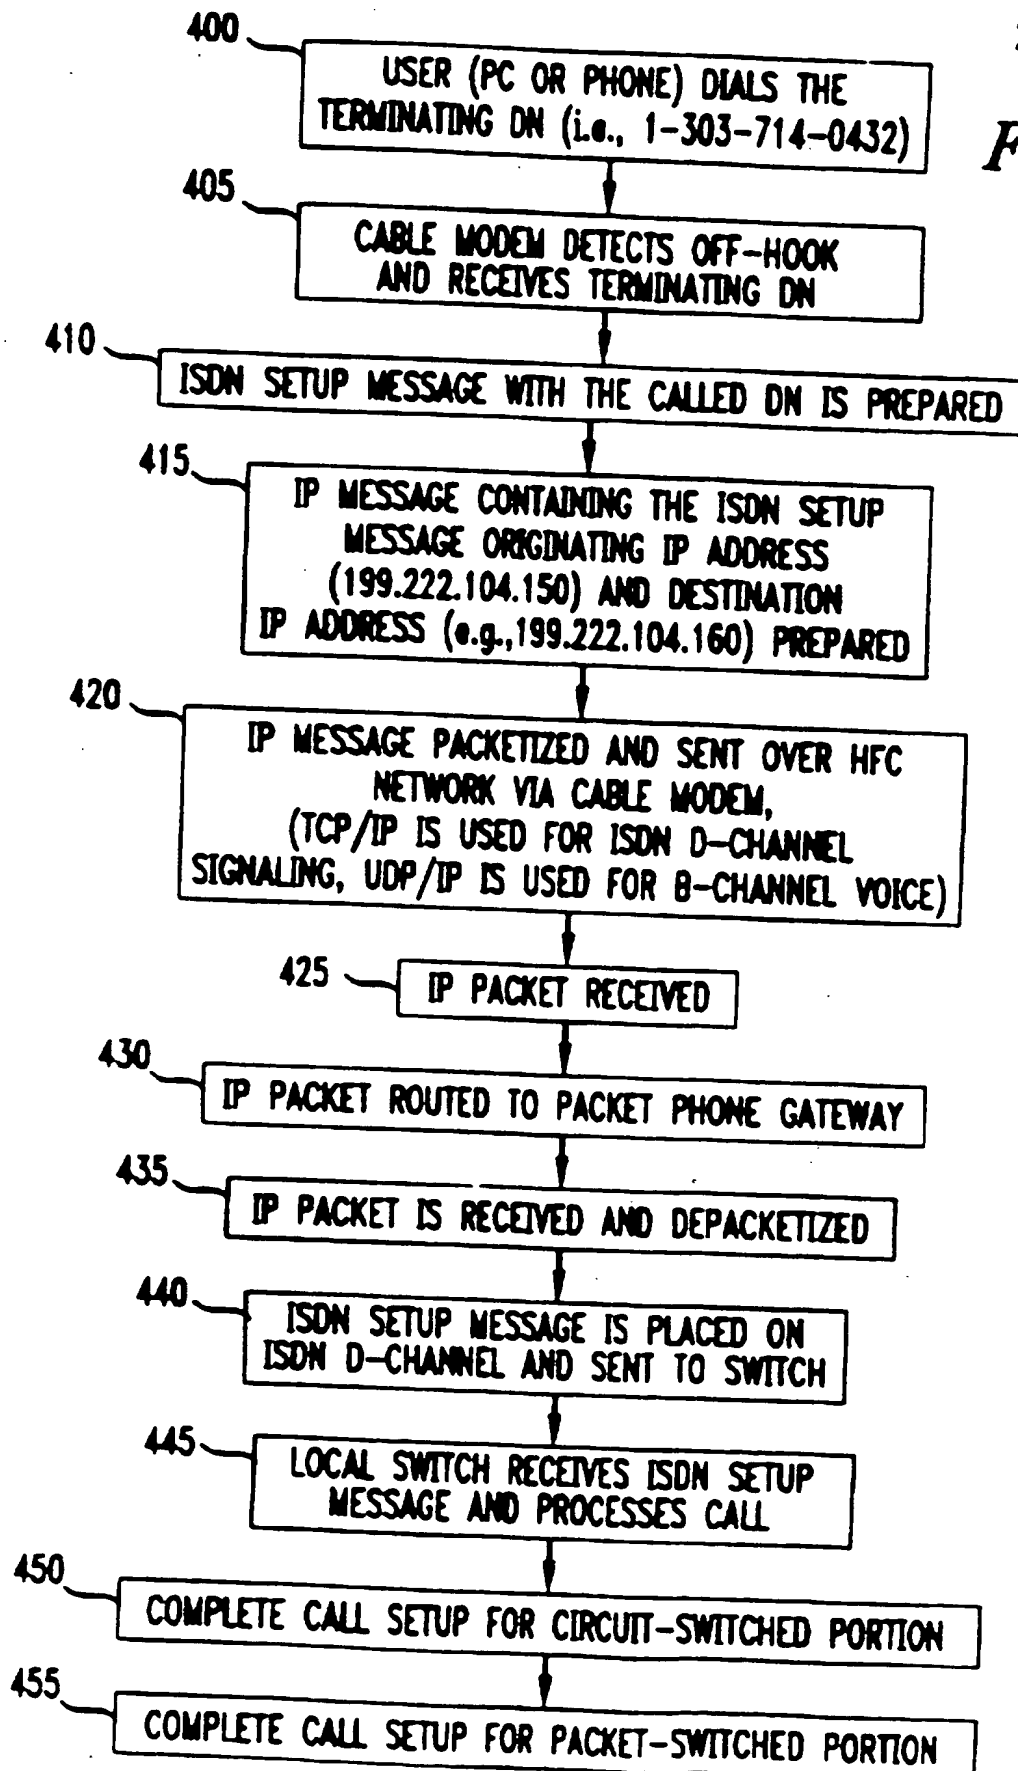 400
USER (PC OR PHONE) DIALS THE
TERMINATING DN (i.e., 1-303-714-0432)
F
405
CABLE MODEM DETECTS OFF-HOOK
AND RECEIVES TERMINATING DN
410
ISDN SETUP MESSAGE WITH THE CALLED DN IS PREPARED
415
IP MESSAGE CONTAINING THE ISDN SETUP
MESSAGE ORIGINATING IP ADDRESS
(199.222.104.150) AND DESTINATION
IP ADDRESS (e.g.,199.222.104.160) PREPARED
420
IP MESSAGE PACKETIZED AND SENT OVER HFC
NETWORK VIA CABLE MODEM,
(TCP/IP IS USED FOR ISDN D-CHANNEL
SIGNALING, UDP/IP IS USED FOR B-CHANNEL VOICE)
425
IP PACKET RECEIVED
430
IP PACKET ROUTED TO PACKET PHONE GATEWAY
435
IP PACKET IS RECEIVED AND DEPACKETIZED
440
ISDN SETUP MESSAGE IS PLACED ON
ISDN D-CHANNEL AND SENT TO SWITCH
445
LOCAL SWITCH RECEIVES ISDN SETUP
MESSAGE AND PROCESSES CALL
450
COMPLETE CALL SETUP FOR CIRCUIT-SWITCHED PORTION
455
COMPLETE CALL SETUP FOR PACKET-SWITCHED PORTION